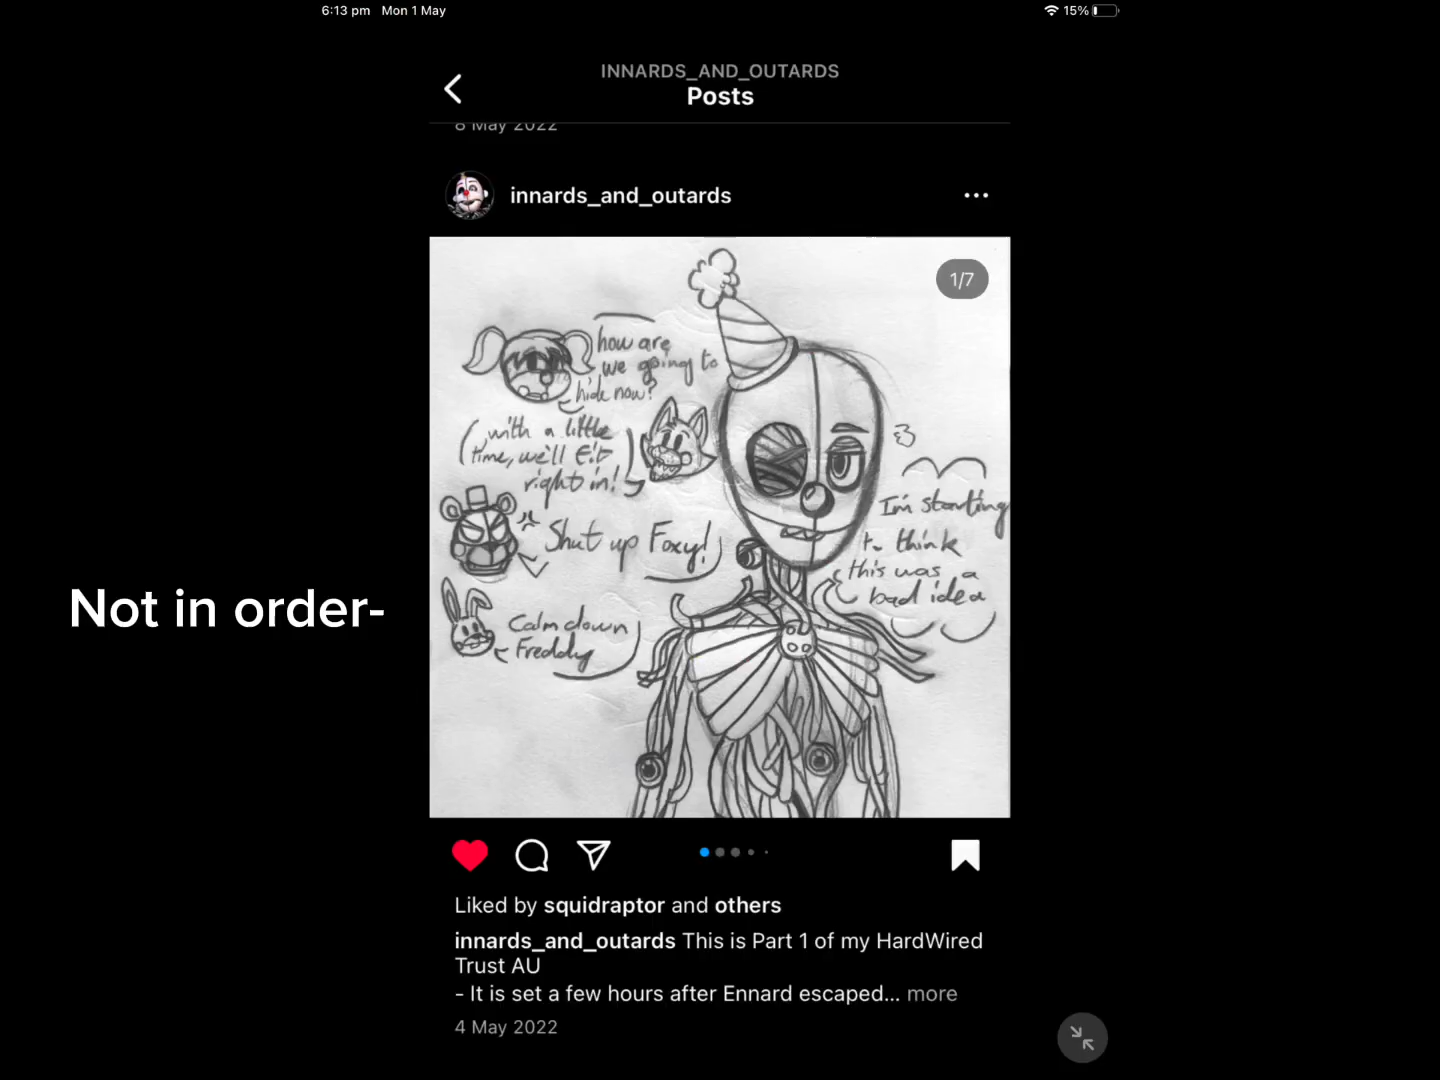 6:13 pm Mon 1 May
15%
INNARDS_AND_OUTARDS
Posts
8 May 2022
innards_and_outards
1/7
how are
we going to
hide now?
with a little
time, we'll fit
right in!
Shut up Foxy!
Calm down
Freddy
I'm starting
to think
this was a
bad idea
Not in order-
Liked by squidraptor and others
innards_and_outards This is Part 1 of my HardWired
Trust AU
- It is set a few hours after Ennard escaped... more
4 May 2022